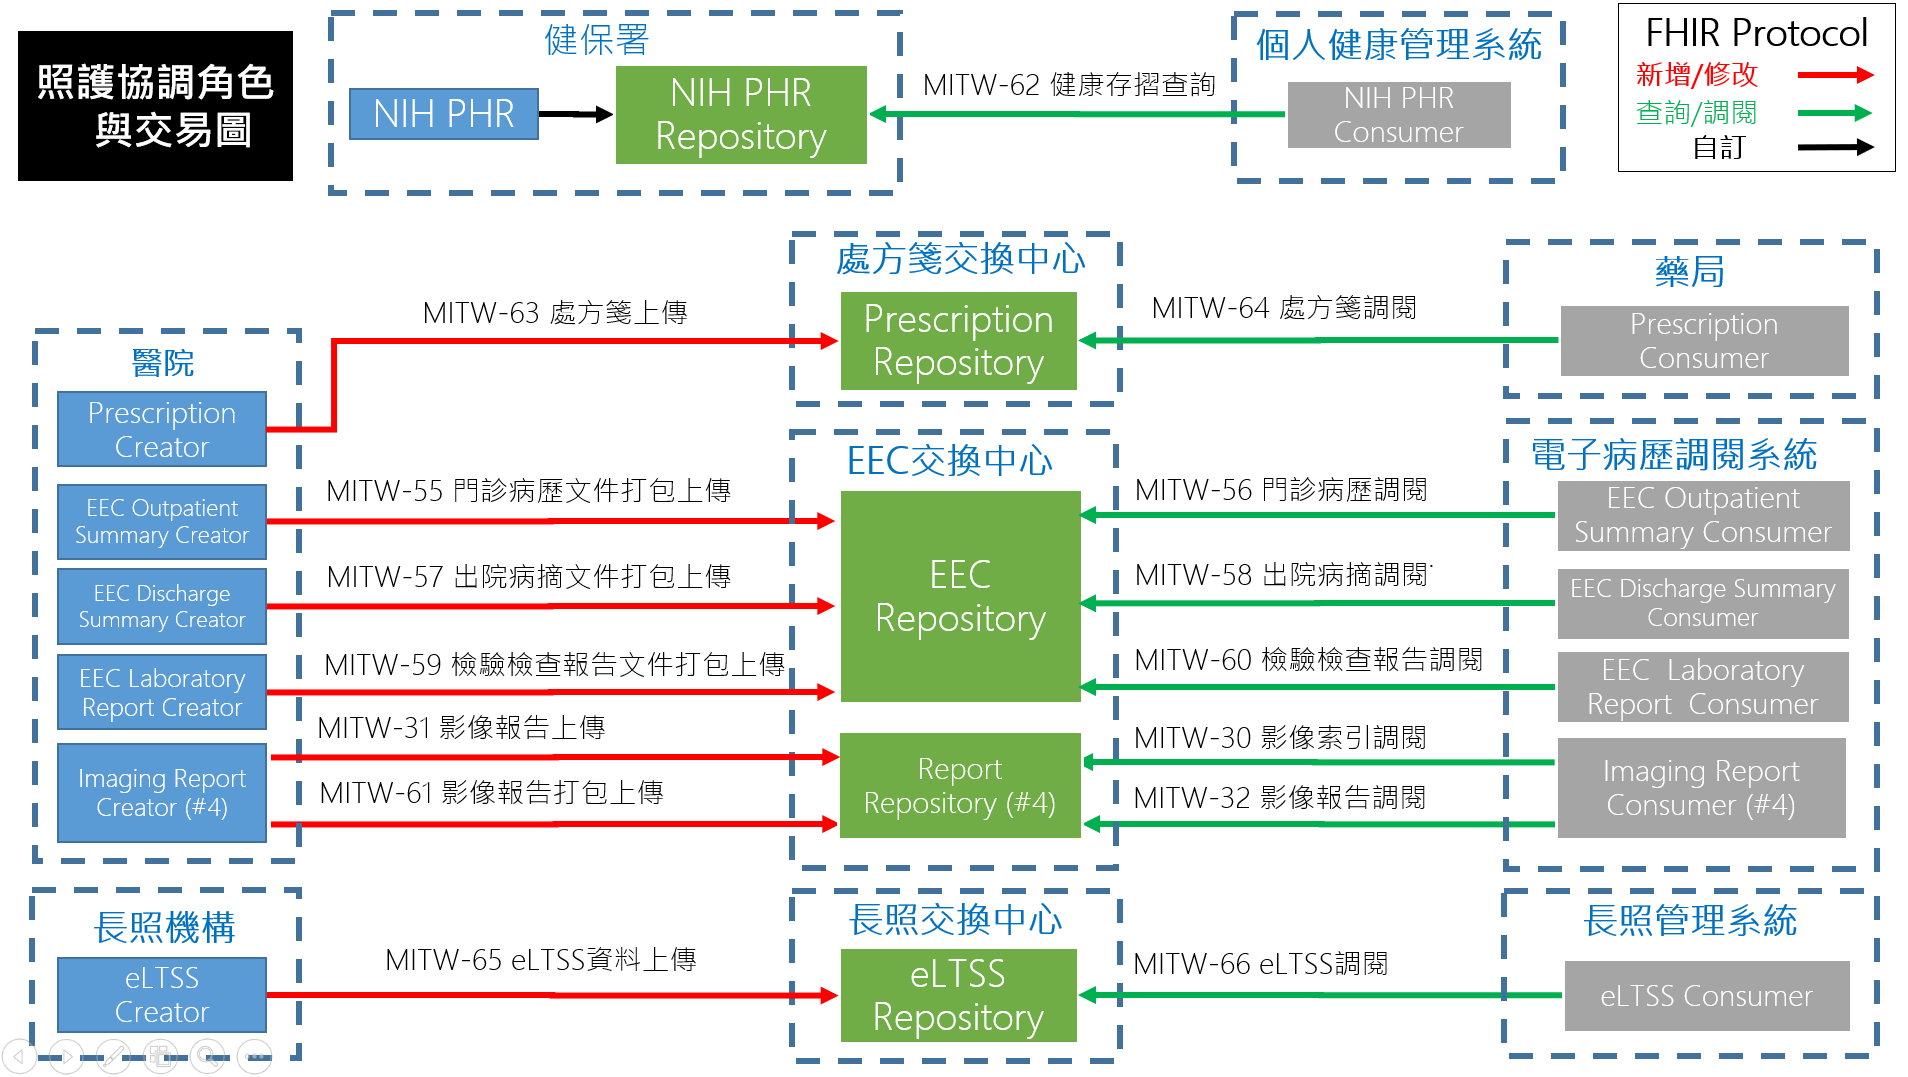 照護協調角色
與交易圖
健保署
NIH PHR
NIH PHR
Repository
MITW-62 健康存摺查詢
個人健康管理系統
NIH PHR
Consumer
FHIR Protocol
新增/修改
查詢/調閱
自訂
醫院
Prescription
Creator
EEC Outpatient
Summary Creator
EEC Discharge
Summary Creator
EEC Laboratory
Report Creator
Imaging Report
Creator (#4)
MITW-63 處方箋上傳
MITW-55 門診病歷文件打包上傳
MITW-57 出院病摘文件打包上傳
MITW-59 檢驗檢查報告文件打包上傳
MITW-31 影像報告上傳
MITW-61 影像報告打包上傳
處方箋交換中心
Prescription
Repository
EEC交換中心
EEC
Repository
Report
Repository (#4)
MITW-64 處方箋調閱
MITW-56 門診病歷調閱
MITW-58 出院病摘調閱
MITW-60 檢驗檢查報告調閱
MITW-30 影像索引調閱
MITW-32 影像報告調閱
藥局
Prescription
Consumer
電子病歷調閱系統
EEC Outpatient
Summary Consumer
EEC Discharge Summary
Consumer
EEC Laboratory
Report Consumer
Imaging Report
Consumer (#4)
長照機構
eLTSS
Creator
MITW-65 eLTSS資料上傳
長照交換中心
eLTSS
Repository
MITW-66 eLTSS調閱
長照管理系統
eLTSS Consumer